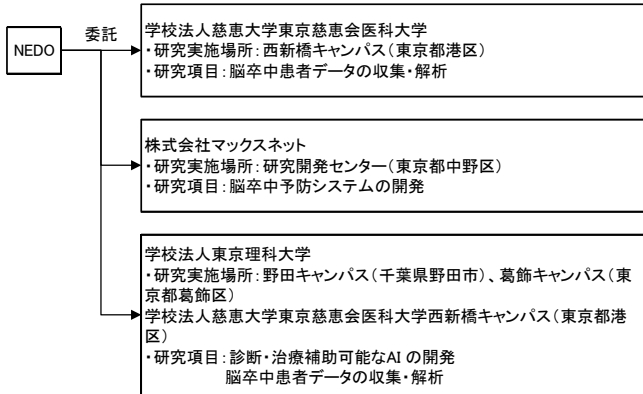 NEDO
委託
学校法人慈恵大学東京慈恵会医科大学
・研究実施場所：西新橋キャンパス（東京都港区）
・研究項目：脳卒中患者データの収集・解析
株式会社マックスネット
・研究実施場所：研究開発センター（東京都中野区）
・研究項目：脳卒中予防システムの開発
学校法人東京理科大学
・研究実施場所：野田キャンパス（千葉県野田市）、葛飾キャンパス（東
京都葛飾区）
学校法人慈恵大学東京慈恵会医科大学西新橋キャンパス（東京都港
区）
・研究項目：診断・治療補助可能なAI の開発
脳卒中患者データの収集・解析